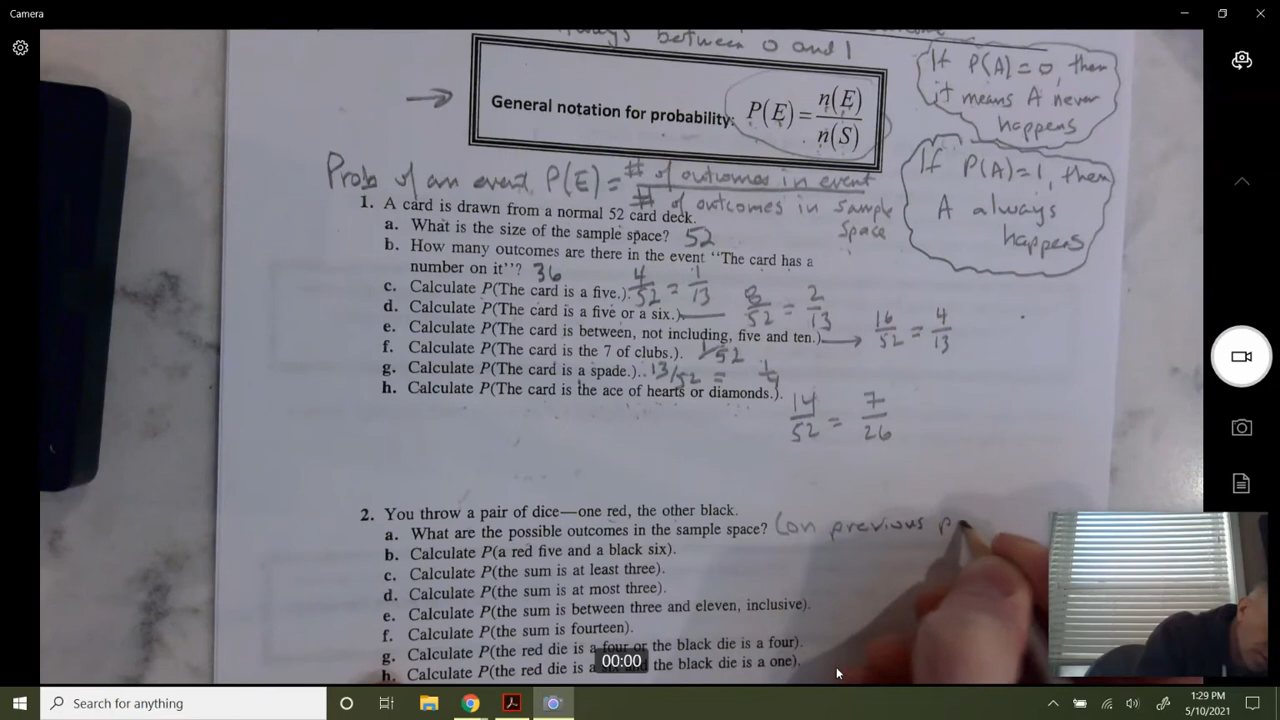 Camera
always between 0 and 1
General notation for probability: P(E) = n(E)/n(S)
If P(A)=0, then
it means A never
happens
If P(A)=1, then
A always
happens
Prob of an event P(E) = # of outcomes in event
# of outcomes in sample
space
1. A card is drawn from a normal 52 card deck.
a. What is the size of the sample space? 52
b. How many outcomes are there in the event "The card has a
number on it"? 36
c. Calculate P(The card is a five.). 4/52 = 1/13
d. Calculate P(The card is a five or a six.) 8/52 = 2/13
e. Calculate P(The card is between, not including, five and ten.) → 16/52 = 4/13
f. Calculate P(The card is the 7 of clubs.). 1/52
g. Calculate P(The card is a spade.).. 13/52 = 1/4
h. Calculate P(The card is the ace of hearts or diamonds.). 14/52 = 7/26
2. You throw a pair of dice—one red, the other black.
a. What are the possible outcomes in the sample space? (on previous p
b. Calculate P(a red five and a black six).
c. Calculate P(the sum is at least three).
d. Calculate P(the sum is at most three).
e. Calculate P(the sum is between three and eleven, inclusive).
f. Calculate P(the sum is fourteen).
g. Calculate P(the red die is a four or the black die is a four).
h. Calculate P(the red die is a the black die is a one).
00:00
Search for anything
1:29 PM
5/10/2021